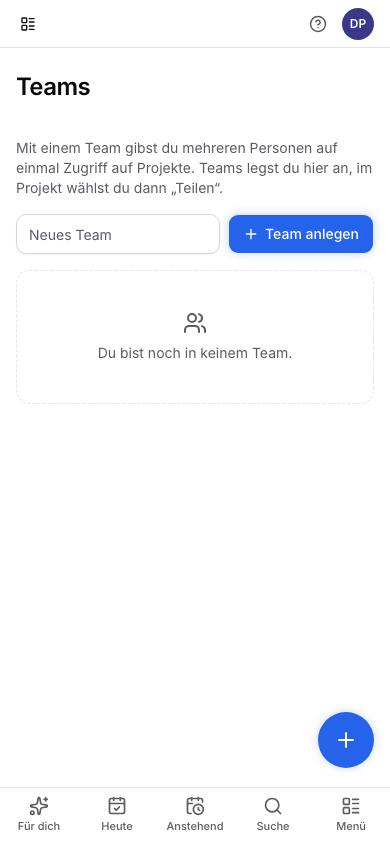 DP
Teams
Mit einem Team gibst du mehreren Personen auf
einmal Zugriff auf Projekte. Teams legst du hier an, im
Projekt wählst du dann „Teilen“.
Neues Team
Team anlegen
Du bist noch in keinem Team.
Für dich
Heute
Anstehend
Suche
Menü